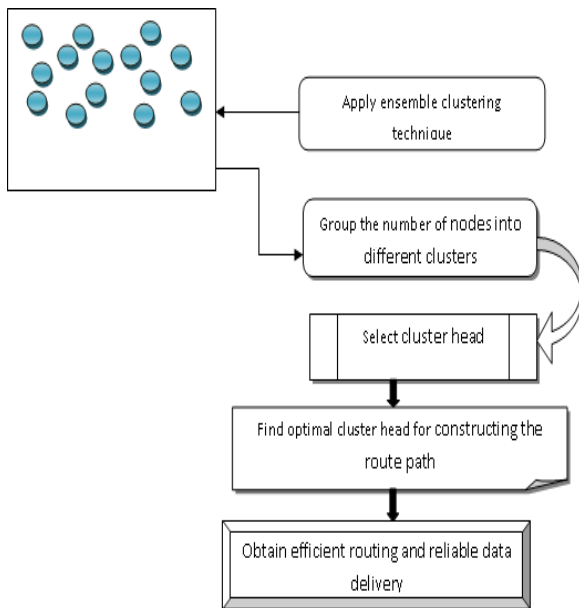 Apply ensemble clustering
technique
Group the number of nodes into
different clusters
Select cluster head
Find optimal cluster head for constructing the
route path
Obtain efficient routing and reliable data
delivery